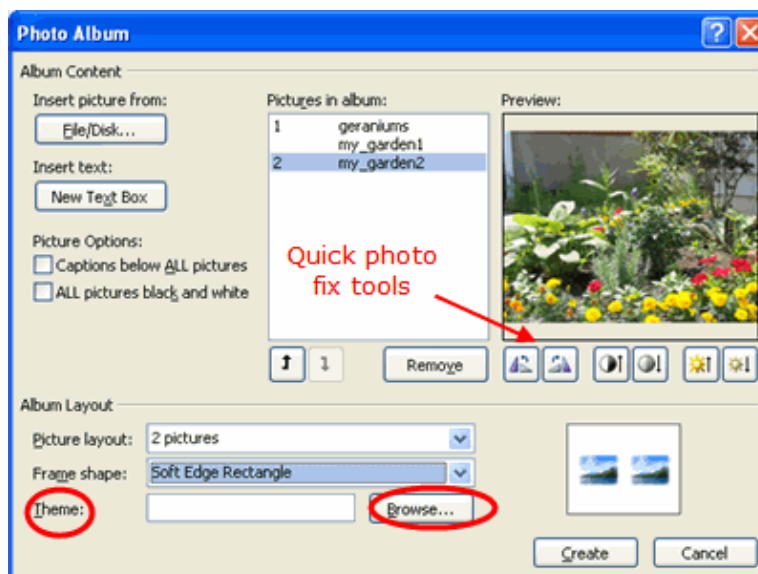 Photo Album
Album Content
Insert picture from:
File/Disk...
Insert text:
New Text Box
Picture Options:
Captions below ALL pictures
ALL pictures black and white
Pictures in album:
1 geraniums
my_garden1
2 my_garden2
Remove
Preview:
Quick photo
fix tools
Album Layout
Picture layout: 2 pictures
Frame shape: Soft Edge Rectangle
Theme: Browse...
Create Cancel